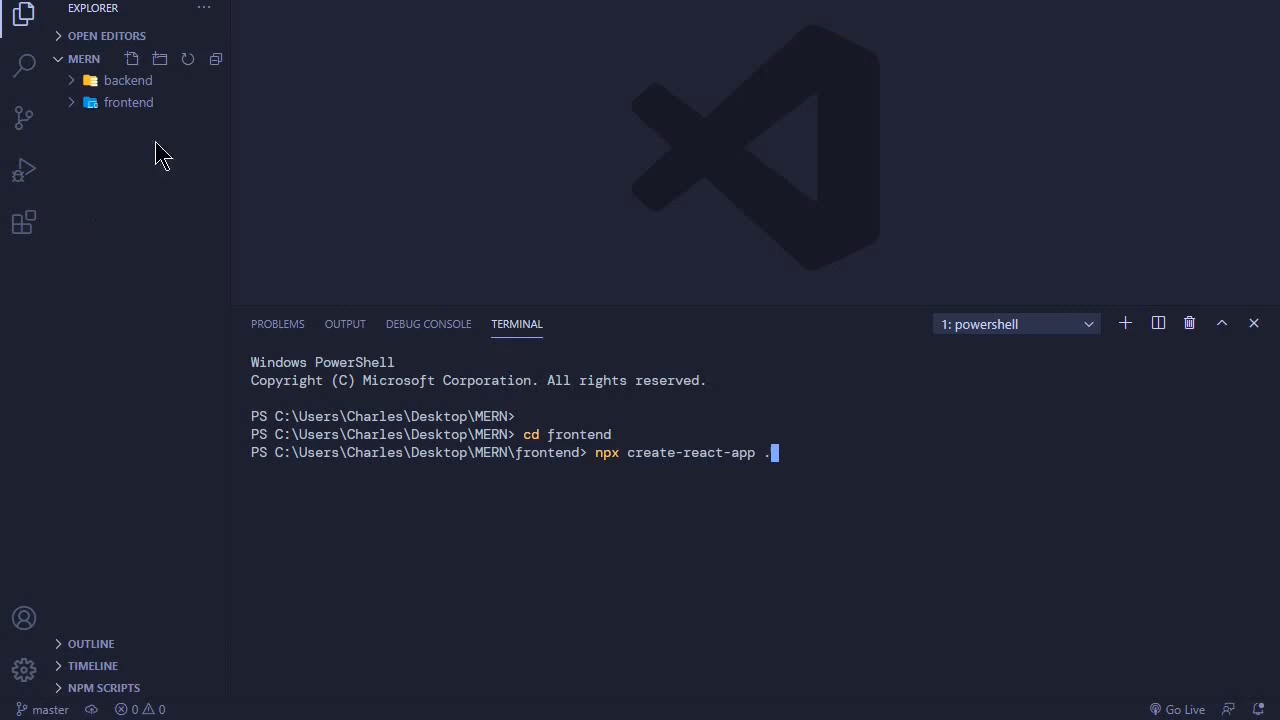 EXPLORER
OPEN EDITORS
MERN
backend
frontend
PROBLEMS OUTPUT DEBUG CONSOLE TERMINAL 1: powershell
Windows PowerShell
Copyright (C) Microsoft Corporation. All rights reserved.
PS C:\Users\Charles\Desktop\MERN>
PS C:\Users\Charles\Desktop\MERN> cd frontend
PS C:\Users\Charles\Desktop\MERN\frontend> npx create-react-app .
OUTLINE
TIMELINE
NPM SCRIPTS
master 0 0 Go Live